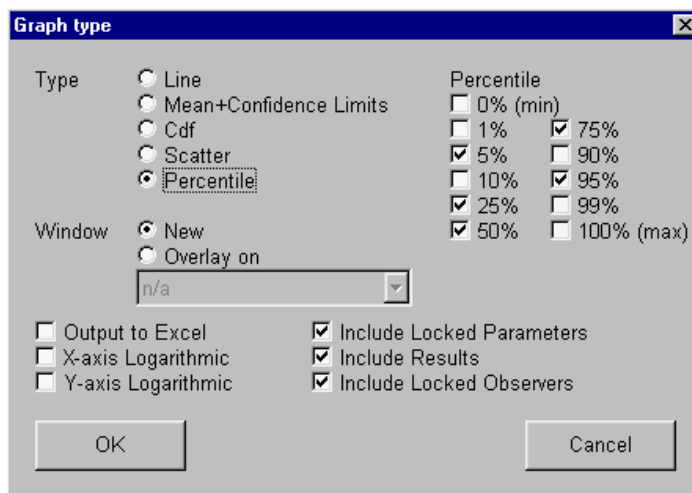 Graph type
Type
Line
Mean+Confidence Limits
Cdf
Scatter
Percentile
Percentile
0% (min)
1%
75%
5%
90%
10%
95%
25%
99%
50%
100% (max)
Window
New
Overlay on
n/a
Output to Excel
X-axis Logarithmic
Y-axis Logarithmic
Include Locked Parameters
Include Results
Include Locked Observers
OK
Cancel